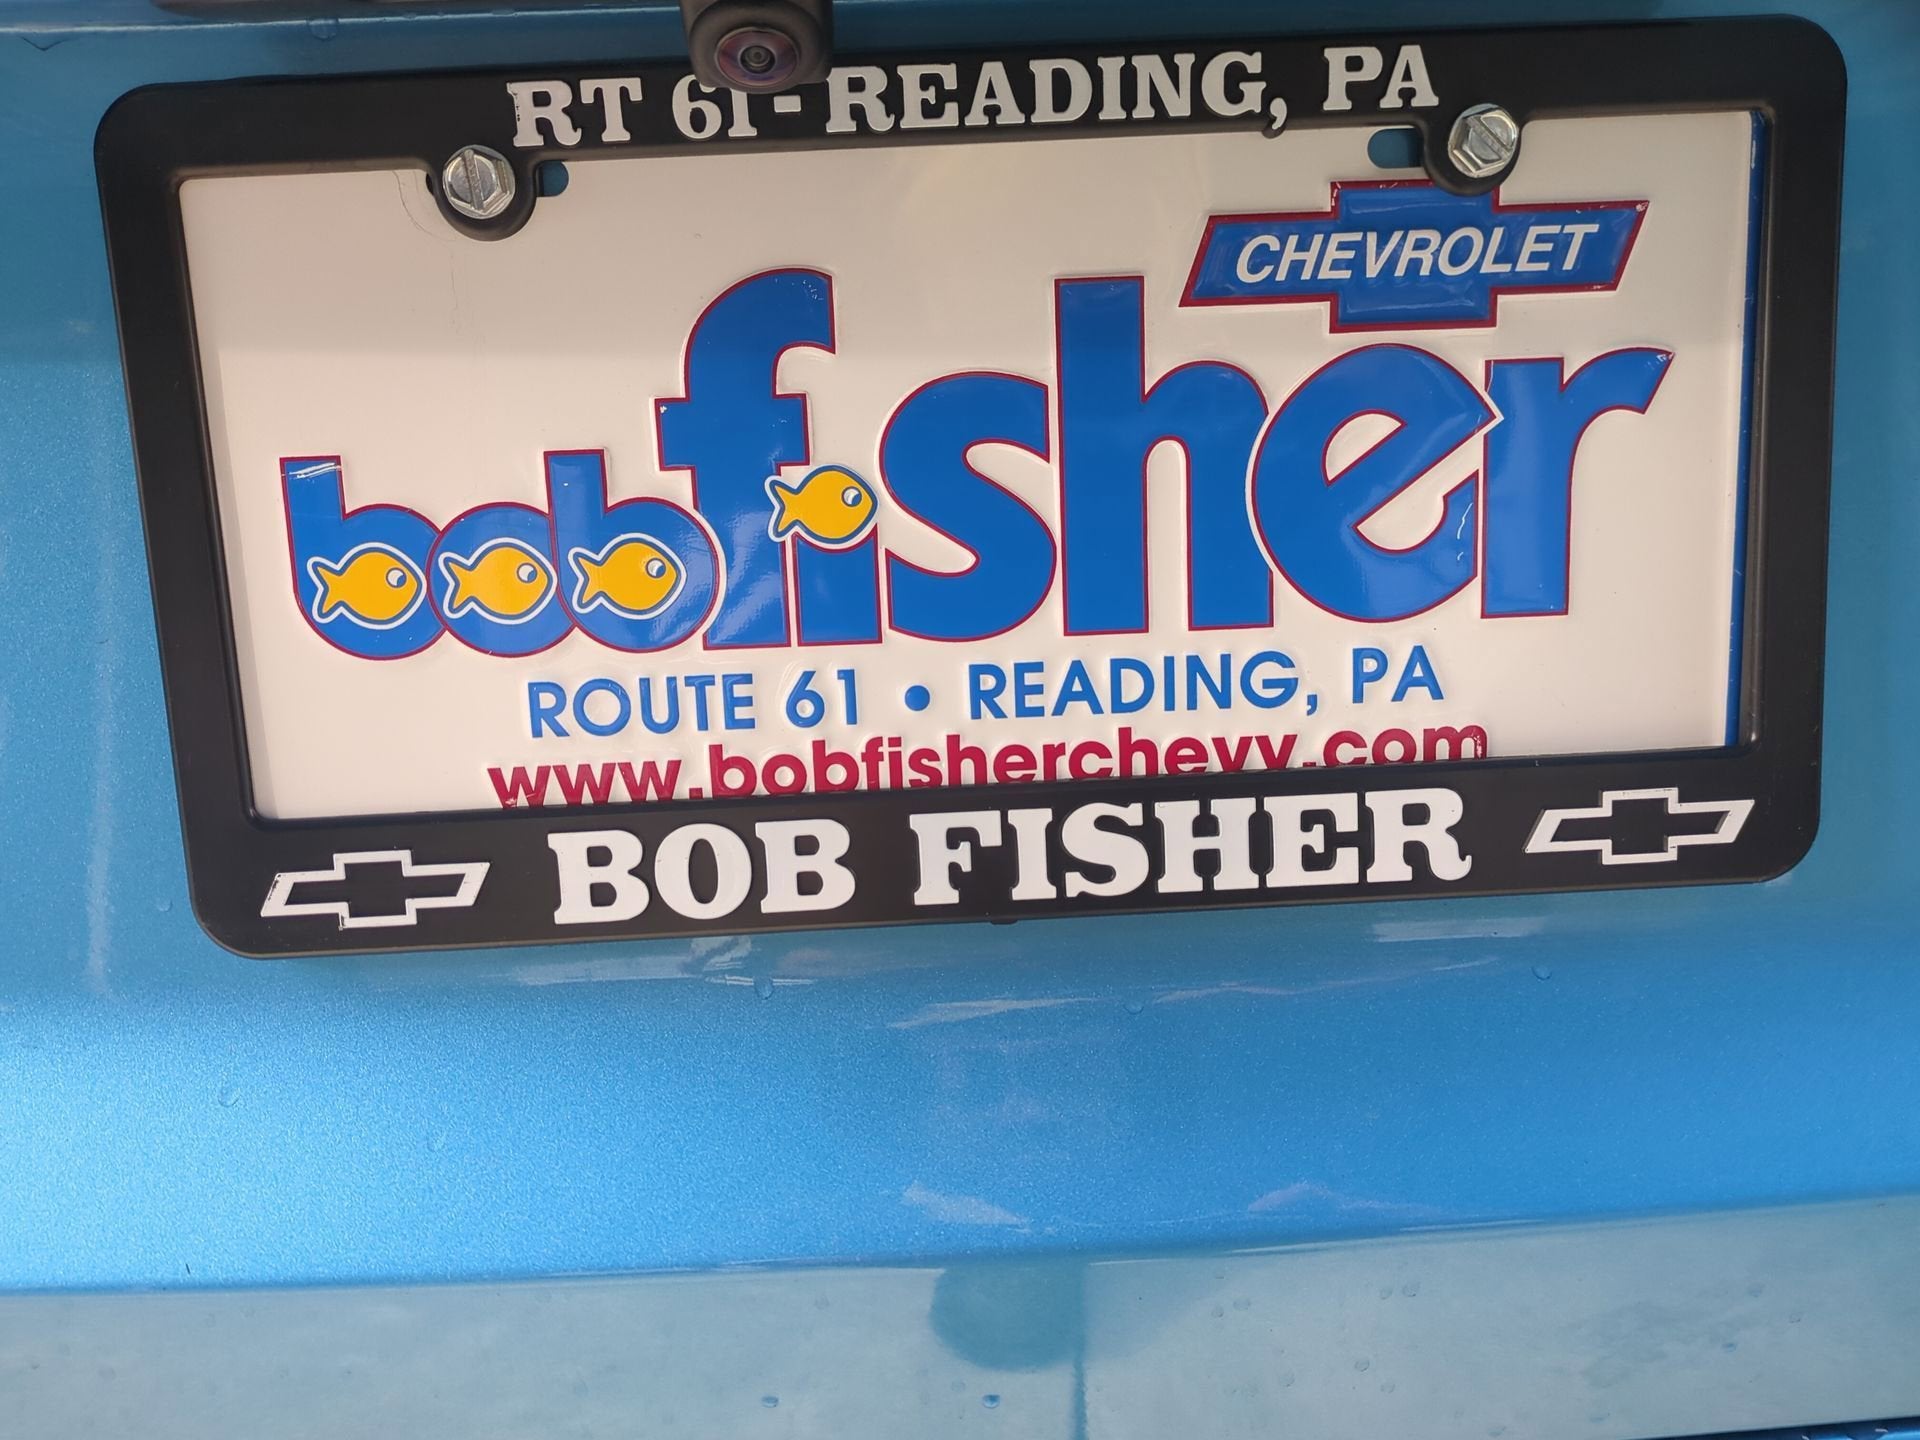 RT 61-READING, PA
CHEVROLET
bobfisher
ROUTE 61 • READING, PA
www.bobfisherchevy.com
BOB FISHER